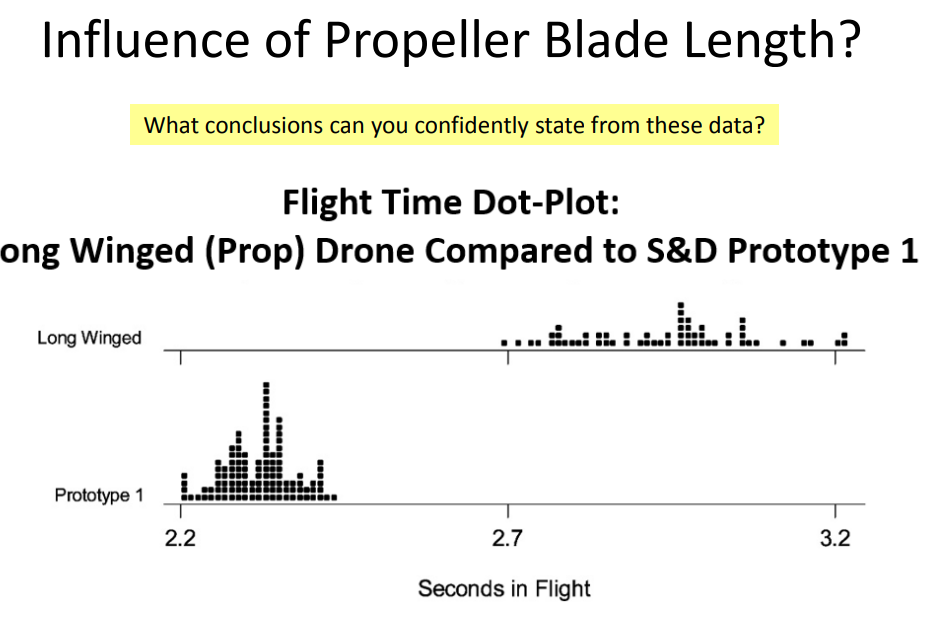 Influence of Propeller Blade Length?
What conclusions can you confidently state from these data?
Flight Time Dot-Plot:
ong Winged (Prop) Drone Compared to S&D Prototype 1
Long Winged
Prototype 1
2.2 2.7 3.2
Seconds in Flight